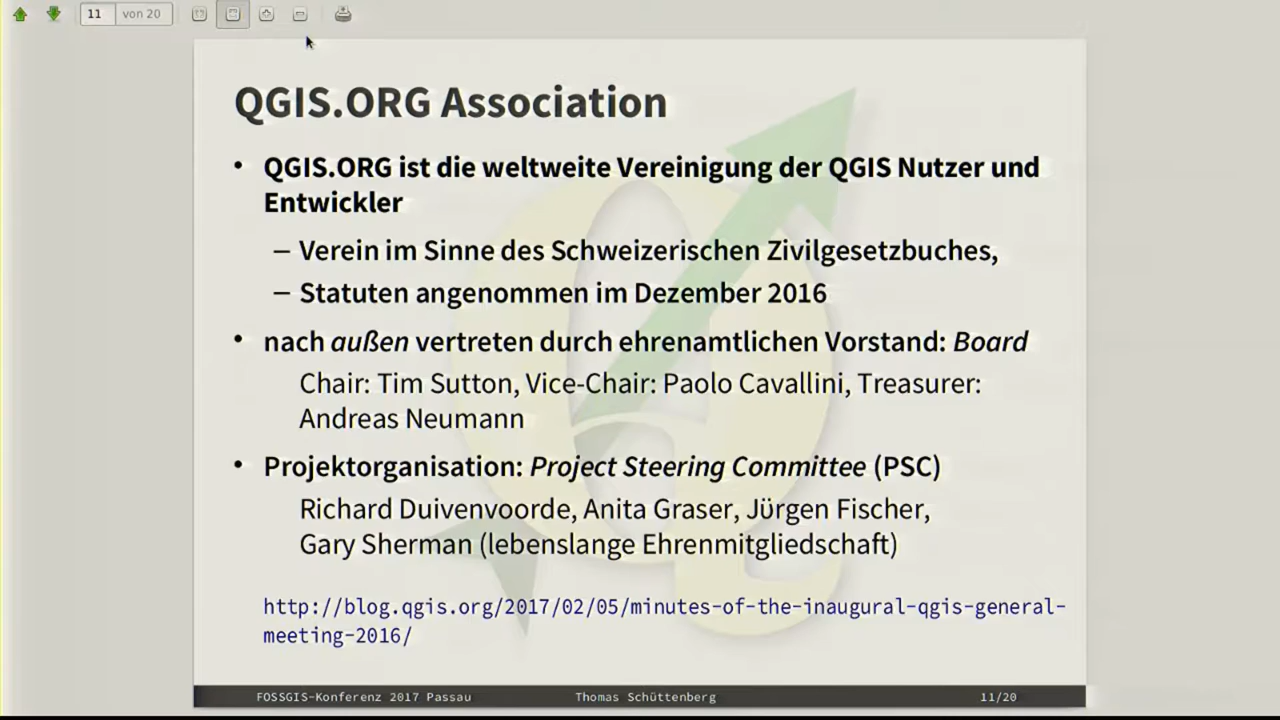 11 von 20
QGIS.ORG Association
• QGIS.ORG ist die weltweite Vereinigung der QGIS Nutzer und
Entwickler
– Verein im Sinne des Schweizerischen Zivilgesetzbuches,
– Statuten angenommen im Dezember 2016
• nach außen vertreten durch ehrenamtlichen Vorstand: Board
Chair: Tim Sutton, Vice-Chair: Paolo Cavallini, Treasurer:
Andreas Neumann
• Projektorganisation: Project Steering Committee (PSC)
Richard Duivenvoorde, Anita Graser, Jürgen Fischer,
Gary Sherman (lebenslange Ehrenmitgliedschaft)
http://blog.qgis.org/2017/02/05/minutes-of-the-inaugural-qgis-general-
meeting-2016/
FOSSGIS-Konferenz 2017 Passau Thomas Schüttenberg 11/20